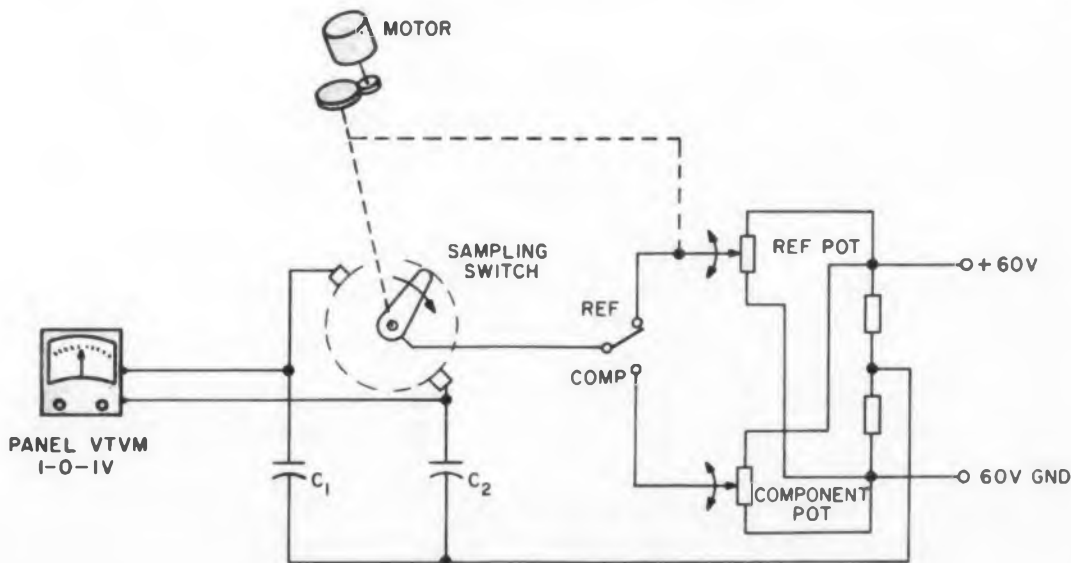 MOTOR
SAMPLING
SWITCH
REF POT
+60V
REF
COMP
PANEL VTVM
1-0-1V
C1
C2
COMPONENT
POT
60V GND